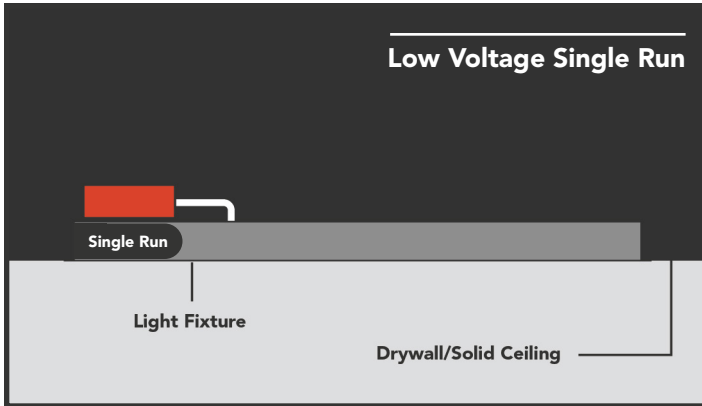 Low Voltage Single Run
Single Run
Light Fixture
Drywall/Solid Ceiling